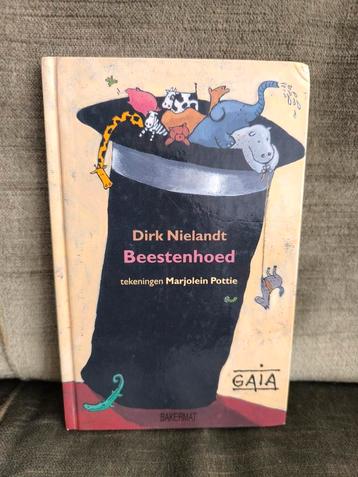 Dirk Nielandt
Beestenhoed
tekeningen Marjolein Pottie
GAIA
BAKERMAT